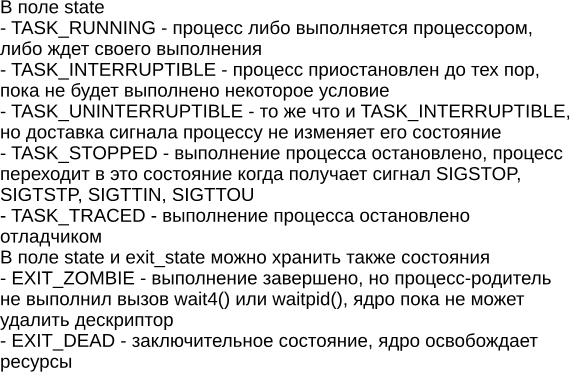 В поле state
- TASK_RUNNING - процесс либо выполняется процессором,
либо ждет своего выполнения
- TASK_INTERRUPTIBLE - процесс приостановлен до тех пор,
пока не будет выполнено некоторое условие
- TASK_UNINTERRUPTIBLE - то же что и TASK_INTERRUPTIBLE,
но доставка сигнала процессу не изменяет его состояние
- TASK_STOPPED - выполнение процесса остановлено, процесс
переходит в это состояние когда получает сигнал SIGSTOP,
SIGTSTP, SIGTTIN, SIGTTOU
- TASK_TRACED - выполнение процесса остановлено
отладчиком
В поле state и exit_state можно хранить также состояния
- EXIT_ZOMBIE - выполнение завершено, но процесс-родитель
не выполнил вызов wait4() или waitpid(), ядро пока не может
удалить дескриптор
- EXIT_DEAD - заключительное состояние, ядро освобождает
ресурсы